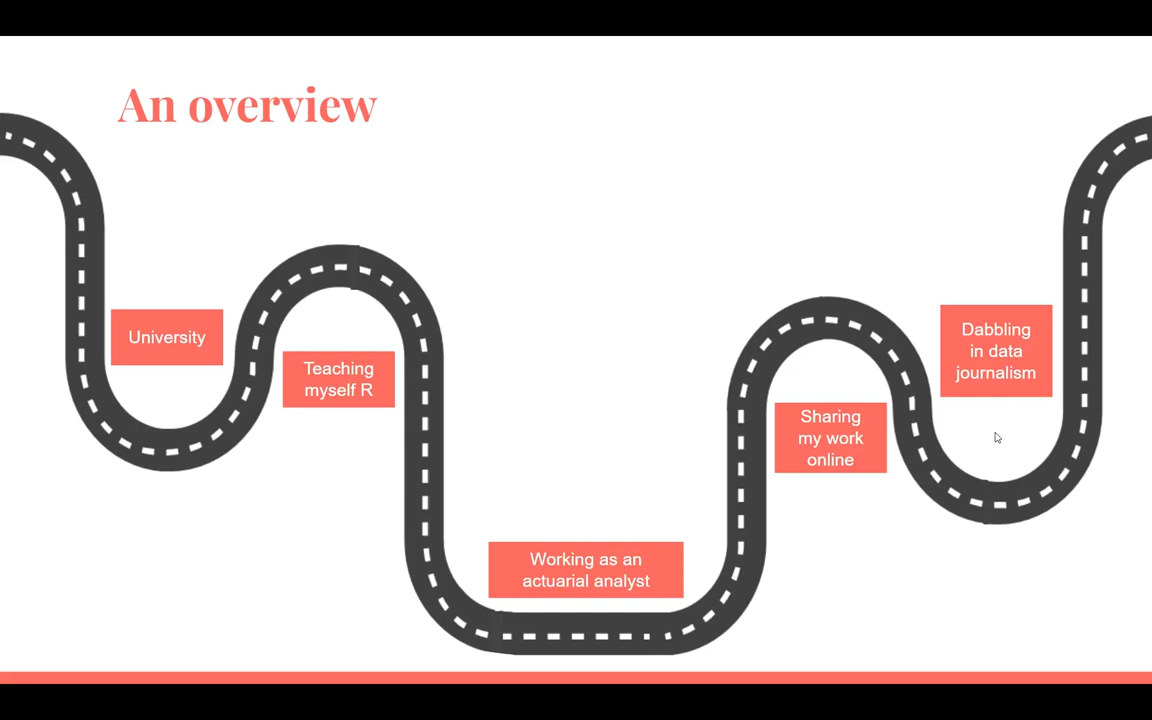 An overview
University
Teaching
myself R
Working as an
actuarial analyst
Sharing
my work
online
Dabbling
in data
journalism